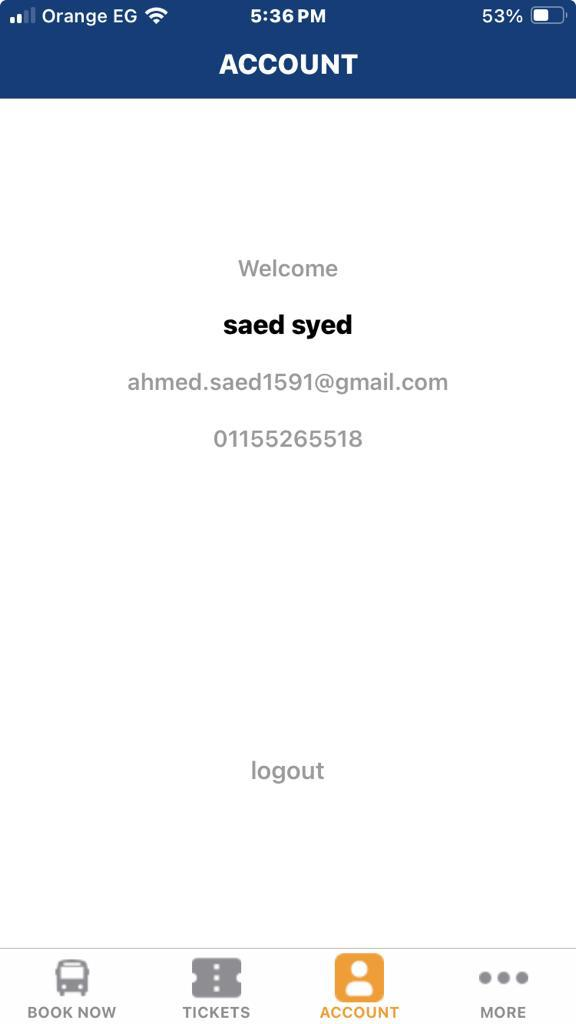 Orange EG 5:36 PM 53%
ACCOUNT
Welcome
saed syed
ahmed.saed1591@gmail.com
01155265518
logout
BOOK NOW TICKETS ACCOUNT MORE